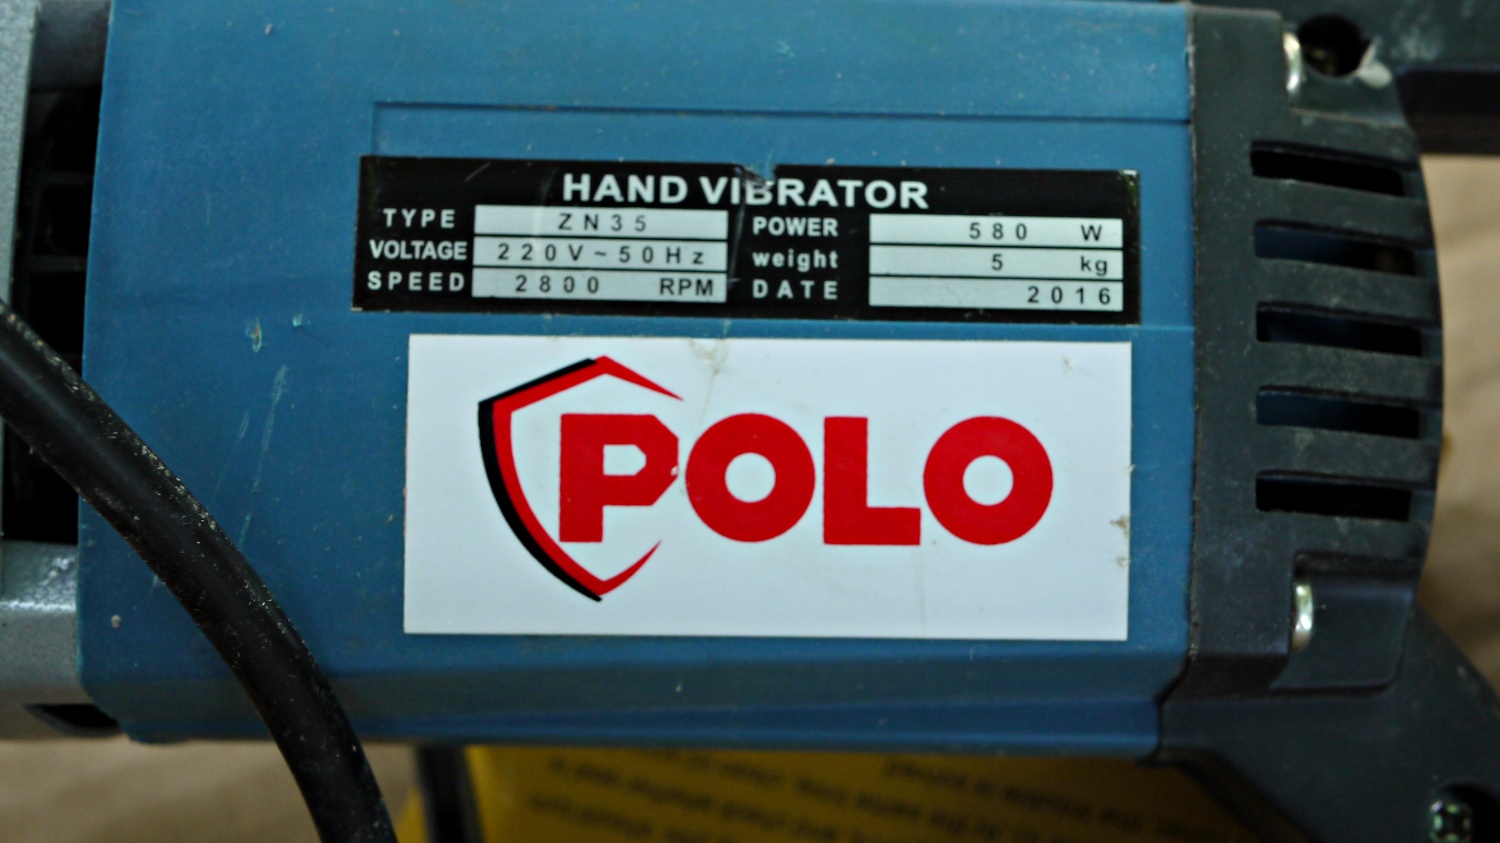 HAND VIBRATOR
TYPE ZN35 POWER 580 W
VOLTAGE 220V~50Hz weight 5 kg
SPEED 2800 RPM DATE 2016
POLO